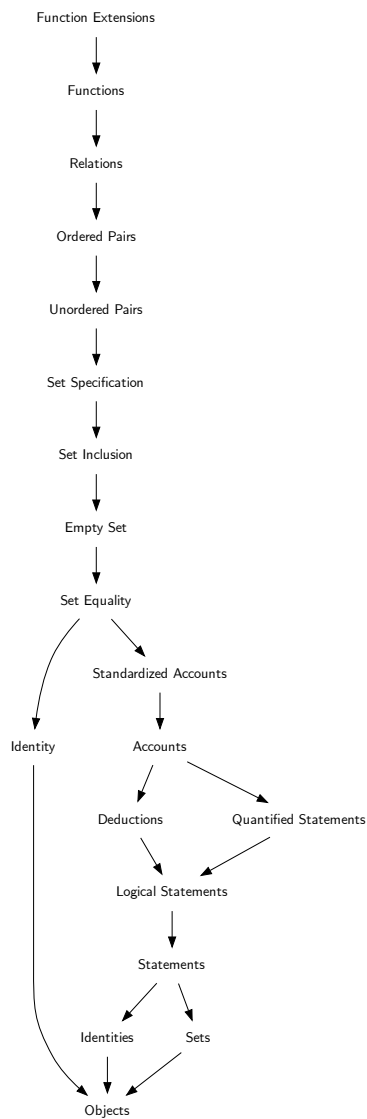 Function Extensions
Functions
Relations
Ordered Pairs
Unordered Pairs
Set Specification
Set Inclusion
Empty Set
Set Equality
Standardized Accounts
Identity
Accounts
Deductions
Quantified Statements
Logical Statements
Statements
Identities
Sets
Objects